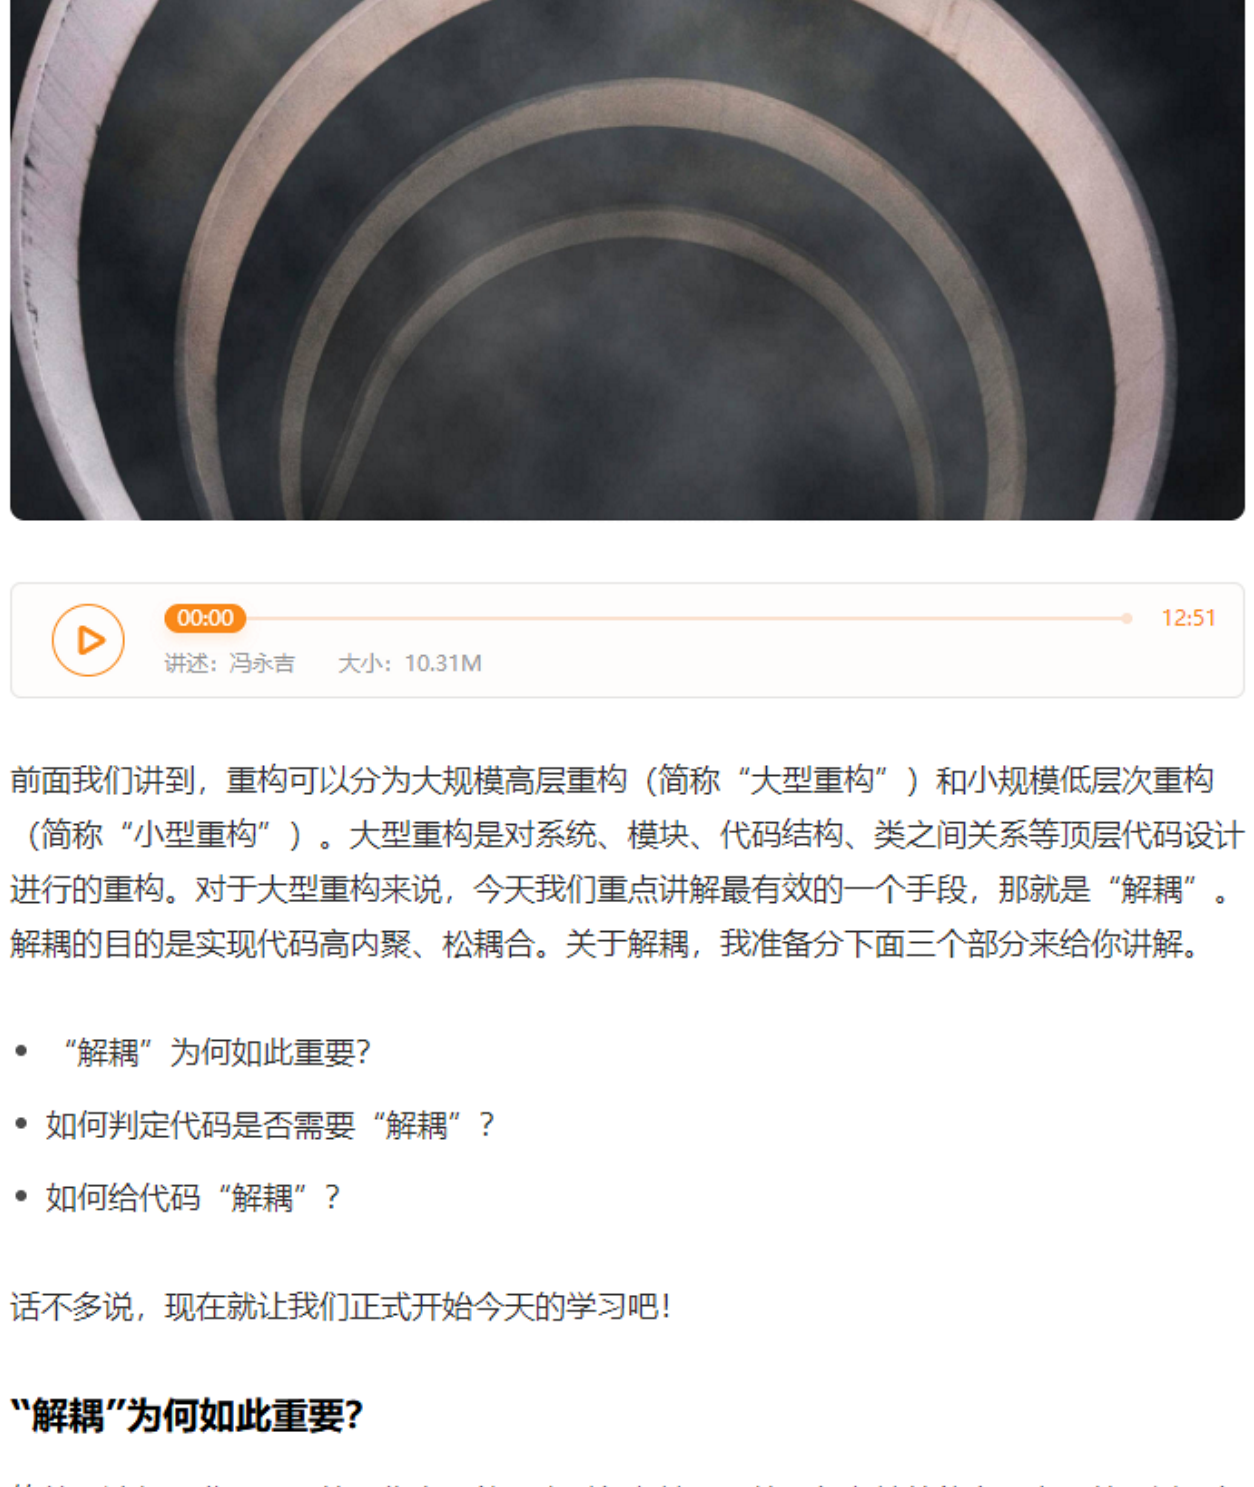 00:00
12:51
讲述：冯永吉 大小：10.31M
前面我们讲到，重构可以分为大规模高层重构（简称“大型重构”）和小规模低层次重构
（简称“小型重构”）。大型重构是对系统、模块、代码结构、类之间关系等顶层代码设计
进行的重构。对于大型重构来说，今天我们重点讲解最有效的一个手段，那就是“解耦”。
解耦的目的是实现代码高内聚、松耦合。关于解耦，我准备分下面三个部分来给你讲解。
• “解耦”为何如此重要？
• 如何判定代码是否需要“解耦”？
• 如何给代码“解耦”？
话不多说，现在就让我们正式开始今天的学习吧！
“解耦”为何如此重要？